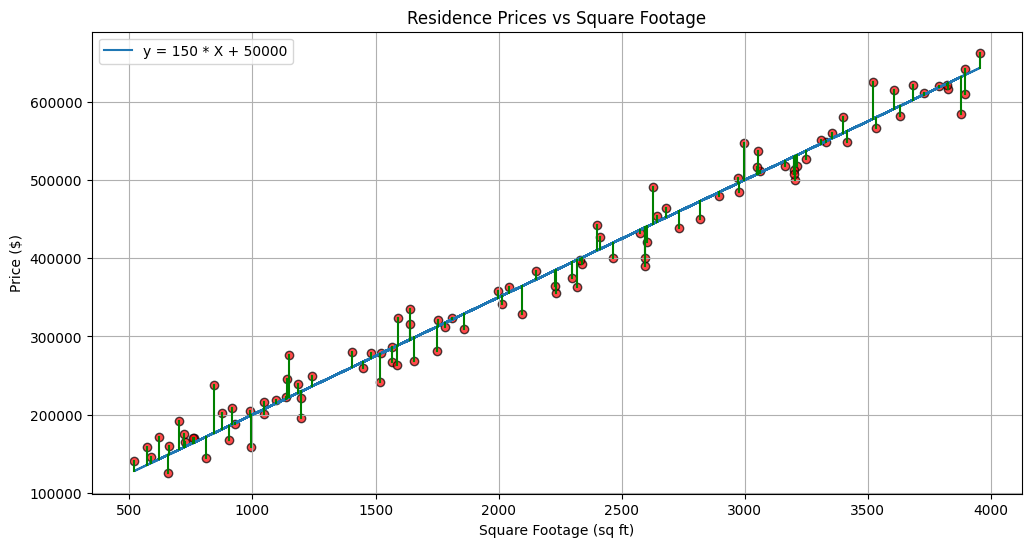 Residence Prices vs Square Footage
y = 150 * X + 50000
Price ($)
600000
500000
400000
300000
200000
100000
500 1000 1500 2000 2500 3000 3500 4000
Square Footage (sq ft)